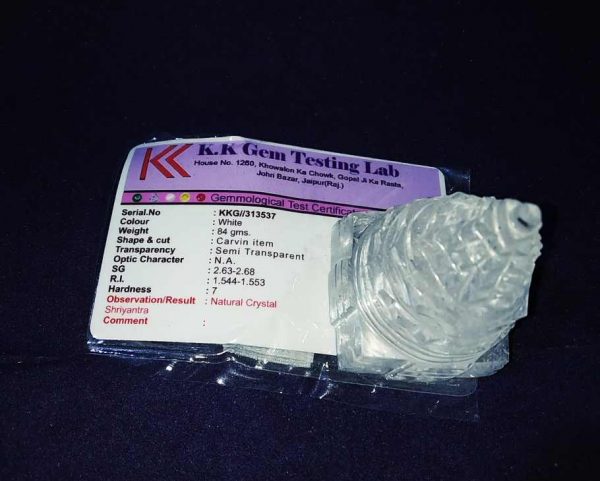 KK
K.K Gem Testing Lab
House No. 1260, Khowalon Ka Chowk, Gopal Ji Ka Rasta,
Johri Bazar, Jaipur(Raj.)
Gemmological Test Certificat
Serial.No : KKG//313537
Colour : White
Weight : 84 gms.
Shape & cut : Carvin item
Transparency : Semi Transparent
Optic Character : N.A.
SG : 2.63-2.68
R.I. : 1.544-1.553
Hardness : 7
Observation/Result : Natural Crystal
Shriyantra
Comment :